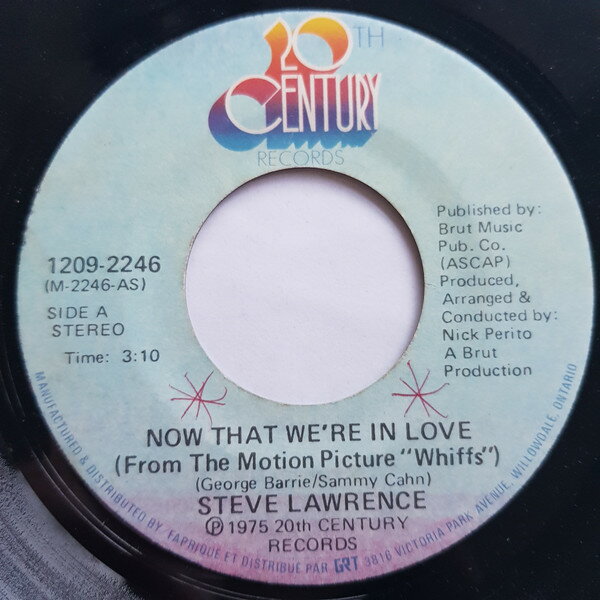 20TH
CENTURY
RECORDS
1209-2246
(M-2246-AS)
SIDE A
STEREO
Time: 3:10
Published by:
Brut Music
Pub. Co.
(ASCAP)
Produced,
Arranged &
Conducted by:
Nick Perito
A Brut
Production
NOW THAT WE'RE IN LOVE
(From The Motion Picture "Whiffs")
(George Barrie/Sammy Cahn)
STEVE LAWRENCE
℗ 1975 20th CENTURY
RECORDS
MANUFACTURED & DISTRIBUTED BY, FAPRIQUE ET DISTRIBUÉ PAR GRT 3816 VICTORIA PARK AVENUE, WILLOWDALE, ONTARIO